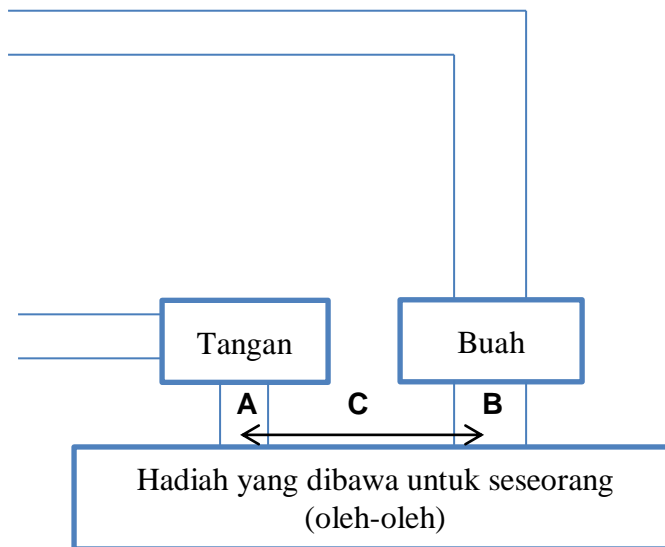 Tangan
Buah
A
C
B
Hadiah yang dibawa untuk seseorang
(oleh-oleh)